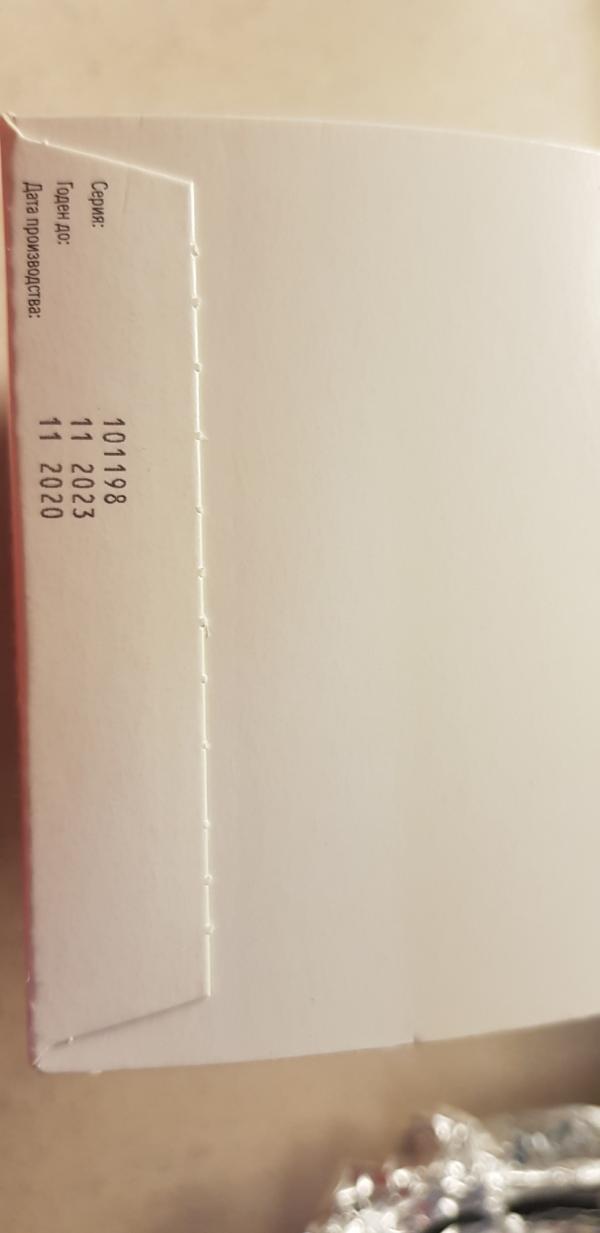 Серия: 101198
Годен до: 11 2023
Дата производства: 11 2020